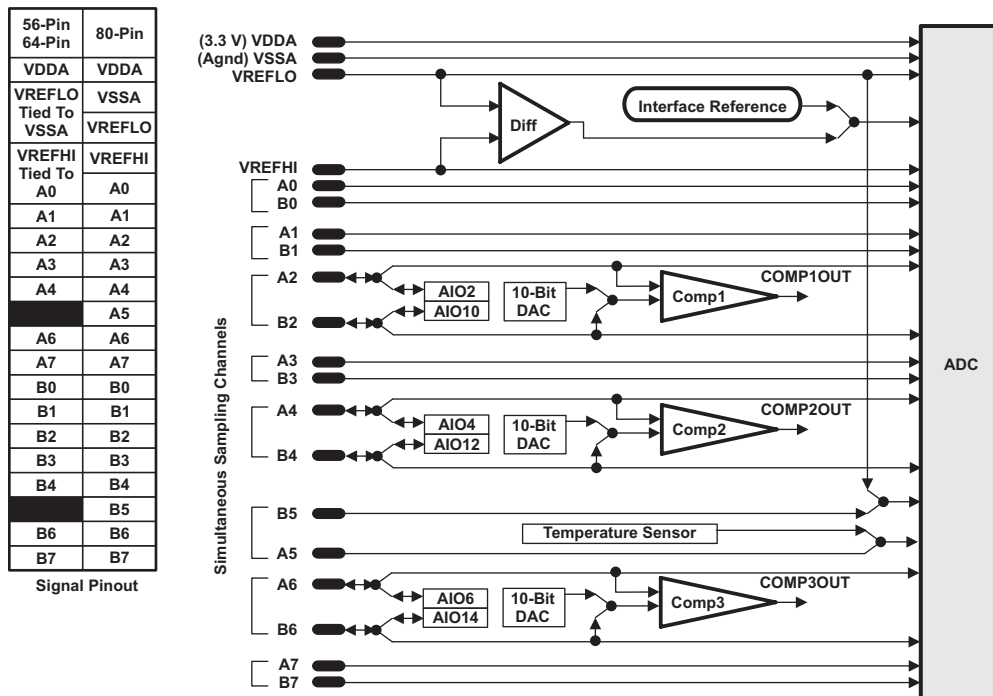 56-Pin
64-Pin
80-Pin
VDDA
VDDA
VREFLO
Tied To
VSSA
VSSA
VREFLO
VREFHI
Tied To
A0
VREFHI
A0
A1
A1
A2
A2
A3
A3
A4
A4
A5
A6
A6
A7
A7
B0
B0
B1
B1
B2
B2
B3
B3
B4
B4
B5
B6
B6
B7
B7
Signal Pinout
(3.3 V) VDDA
(Agnd) VSSA
VREFLO
Interface Reference
Diff
VREFHI
A0
B0
A1
B1
A2
AIO2
AIO10
10-Bit
DAC
Comp1
COMP1OUT
B2
Simultaneous Sampling Channels
A3
B3
ADC
A4
AIO4
AIO12
10-Bit
DAC
Comp2
COMP2OUT
B4
B5
Temperature Sensor
A5
A6
AIO6
AIO14
10-Bit
DAC
Comp3
COMP3OUT
B6
A7
B7